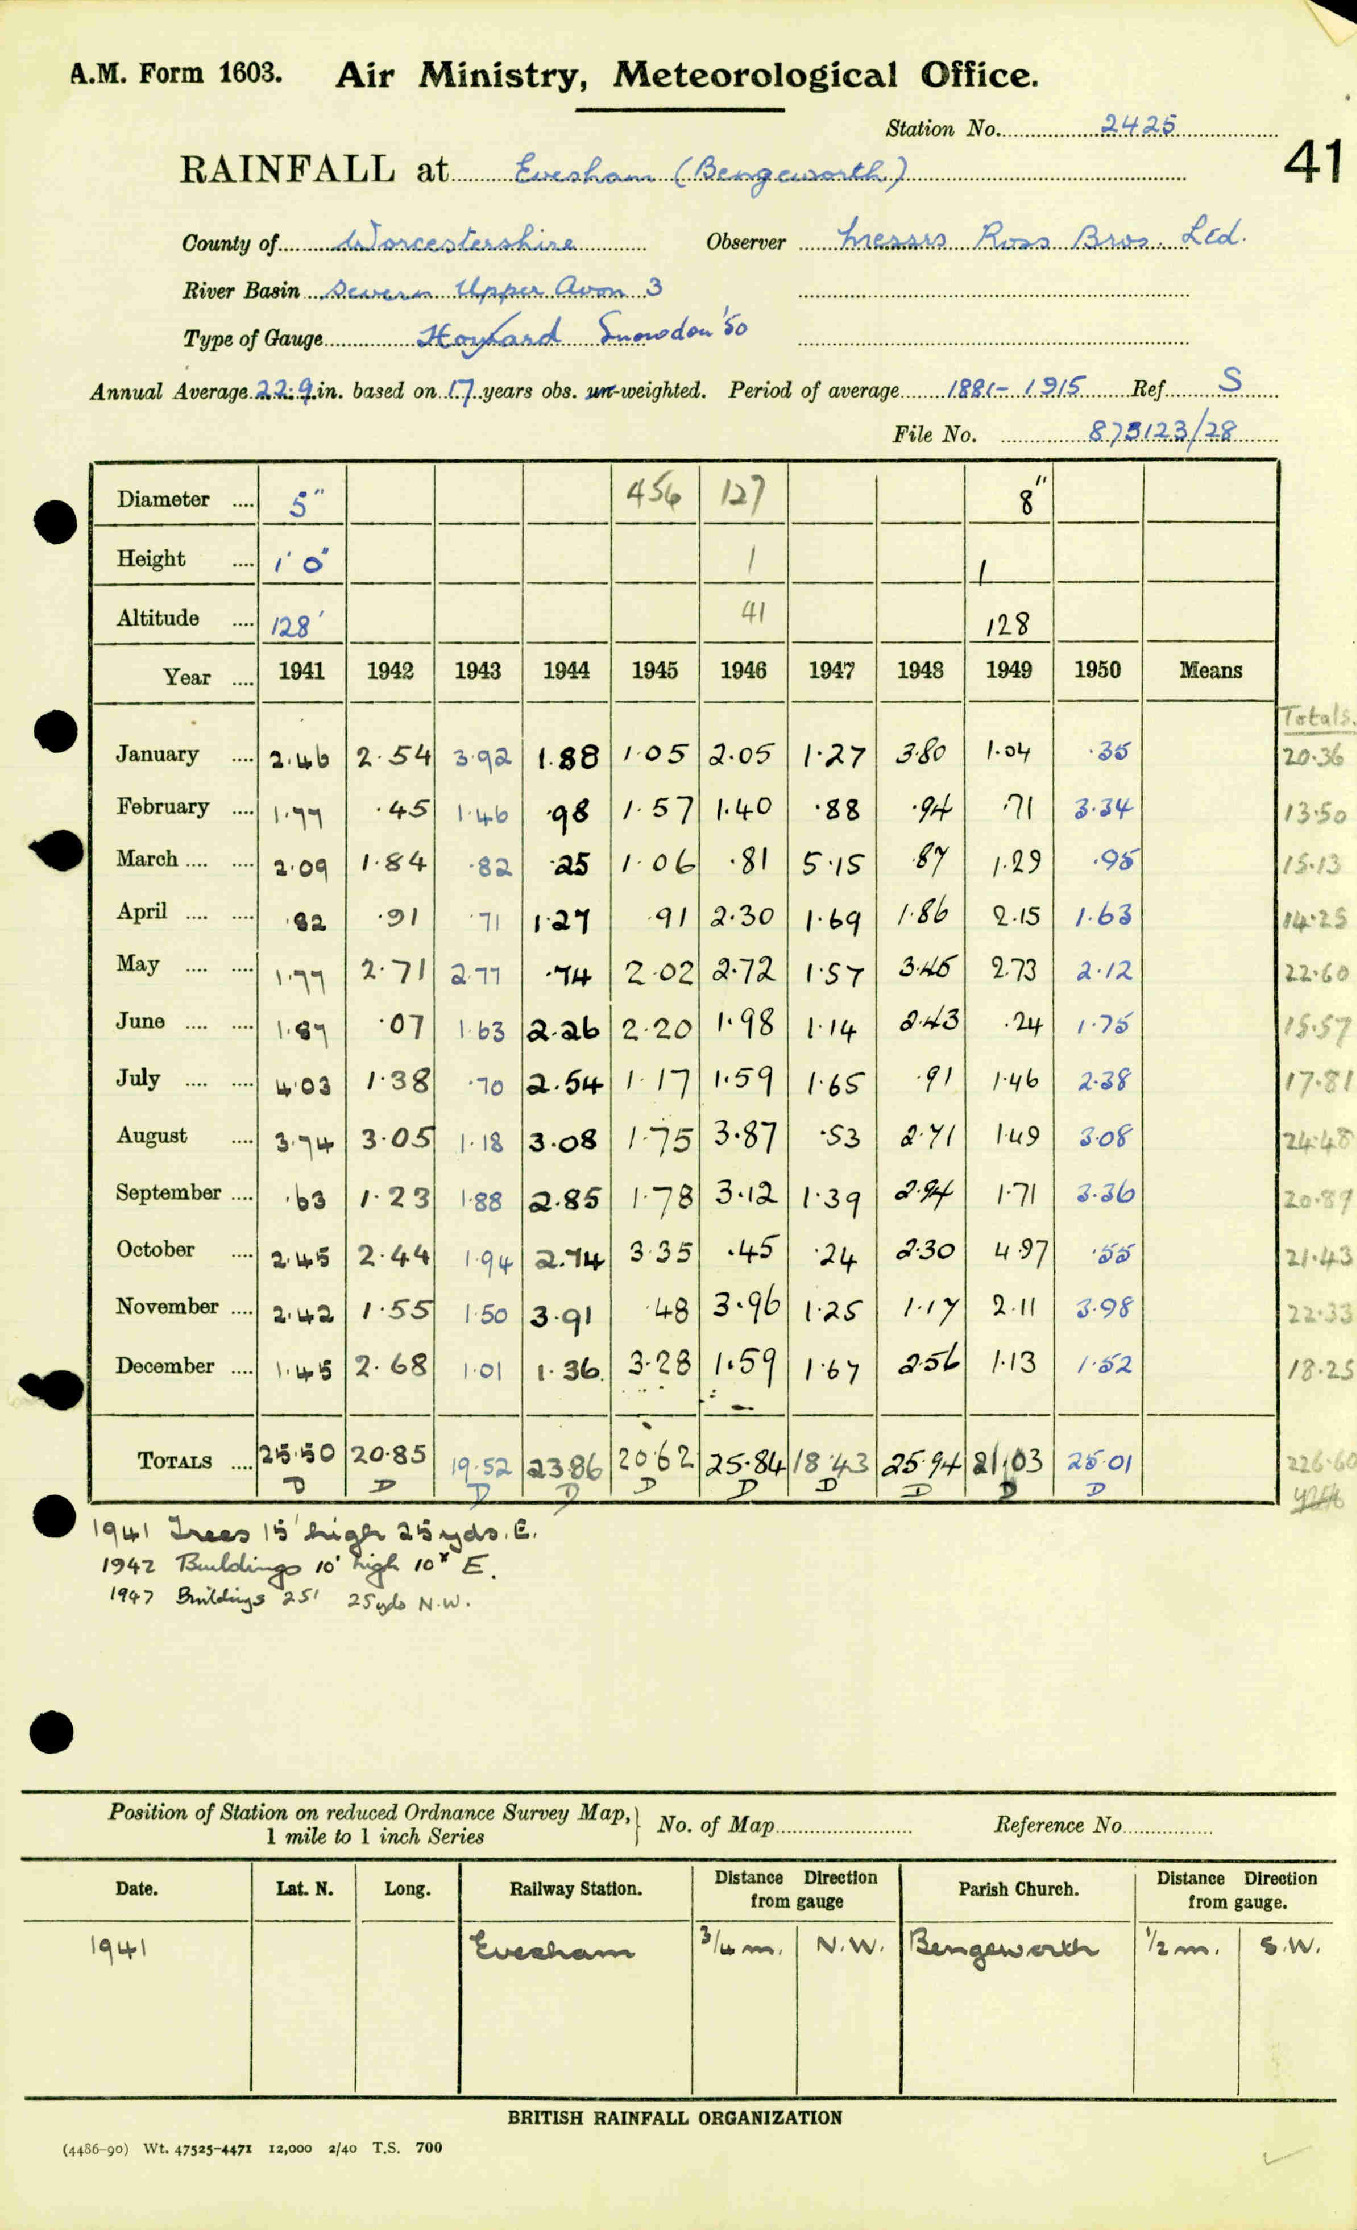 A.M. Form 1603. Air Ministry, Meteorological Office.
Station No. 2425
41
RAINFALL at Evesham (Bengeworth)
County of Worcestershire Observer Messrs Ross Bros. Ltd.
River Basin Severn Upper Avon 3
Type of Gauge Snowdon '50
Annual Average 22.9 in. based on 17 years obs. un-weighted. Period of average 1881-1915 Ref. S
File No. 873123/28
Diameter .... 5" 456 127 8"
Height .... 1' 0" 1 1
Altitude .... 128' 41 128
Year .... 1941 1942 1943 1944 1945 1946 1947 1948 1949 1950 Means
Totals.
January .... 2.46 2.54 3.92 1.88 1.05 2.05 1.27 3.80 1.04 .35 20.36
February .... 1.77 .45 1.46 .98 1.57 1.40 .88 .94 .71 3.34 13.50
March .... .... 2.09 1.84 .82 .25 1.06 .81 5.15 .87 1.29 .95 15.13
April .... .... .82 .91 .71 1.27 .91 2.30 1.69 1.86 2.15 1.63 14.25
May .... .... 1.77 2.71 2.77 .74 2.02 2.72 1.57 3.45 2.73 2.12 22.60
June .... .... 1.87 .07 1.63 2.26 2.20 1.98 1.14 2.43 .24 1.75 15.57
July .... .... 4.03 1.38 .70 2.54 1.17 1.59 1.65 .91 1.46 2.38 17.81
August .... 3.74 3.05 1.18 3.08 1.75 3.87 .53 2.71 1.49 3.08 24.48
September .... .63 1.23 1.88 2.85 1.78 3.12 1.39 2.94 1.71 3.36 20.89
October .... 2.45 2.44 1.94 2.74 3.35 .45 .24 2.30 4.97 .55 21.43
November .... 2.42 1.55 1.50 3.91 .48 3.96 1.25 1.17 2.11 3.98 22.33
December .... 1.45 2.68 1.01 1.36 3.28 1.59 1.67 2.56 1.13 1.52 18.25
TOTALS .... 25.50 20.85 19.52 23.86 20.62 25.84 18.43 25.94 21.03 25.01 226.60
D D D D D D D D D D
1941 Trees 15' high 25 yds. E.
1942 Buildings 10' high 10x E.
1947 Buildings 25' 25yds N.W.
Position of Station on reduced Ordnance Survey Map, 1 mile to 1 inch Series } No. of Map Reference No.
Date. Lat. N. Long. Railway Station. Distance Direction from gauge Parish Church. Distance Direction from gauge.
1941 Evesham 3/4 m. N.W. Bengeworth 1/2 m. S.W.
BRITISH RAINFALL ORGANIZATION
(4486-90) Wt. 47525-4471 12,000 2/40 T.S. 700